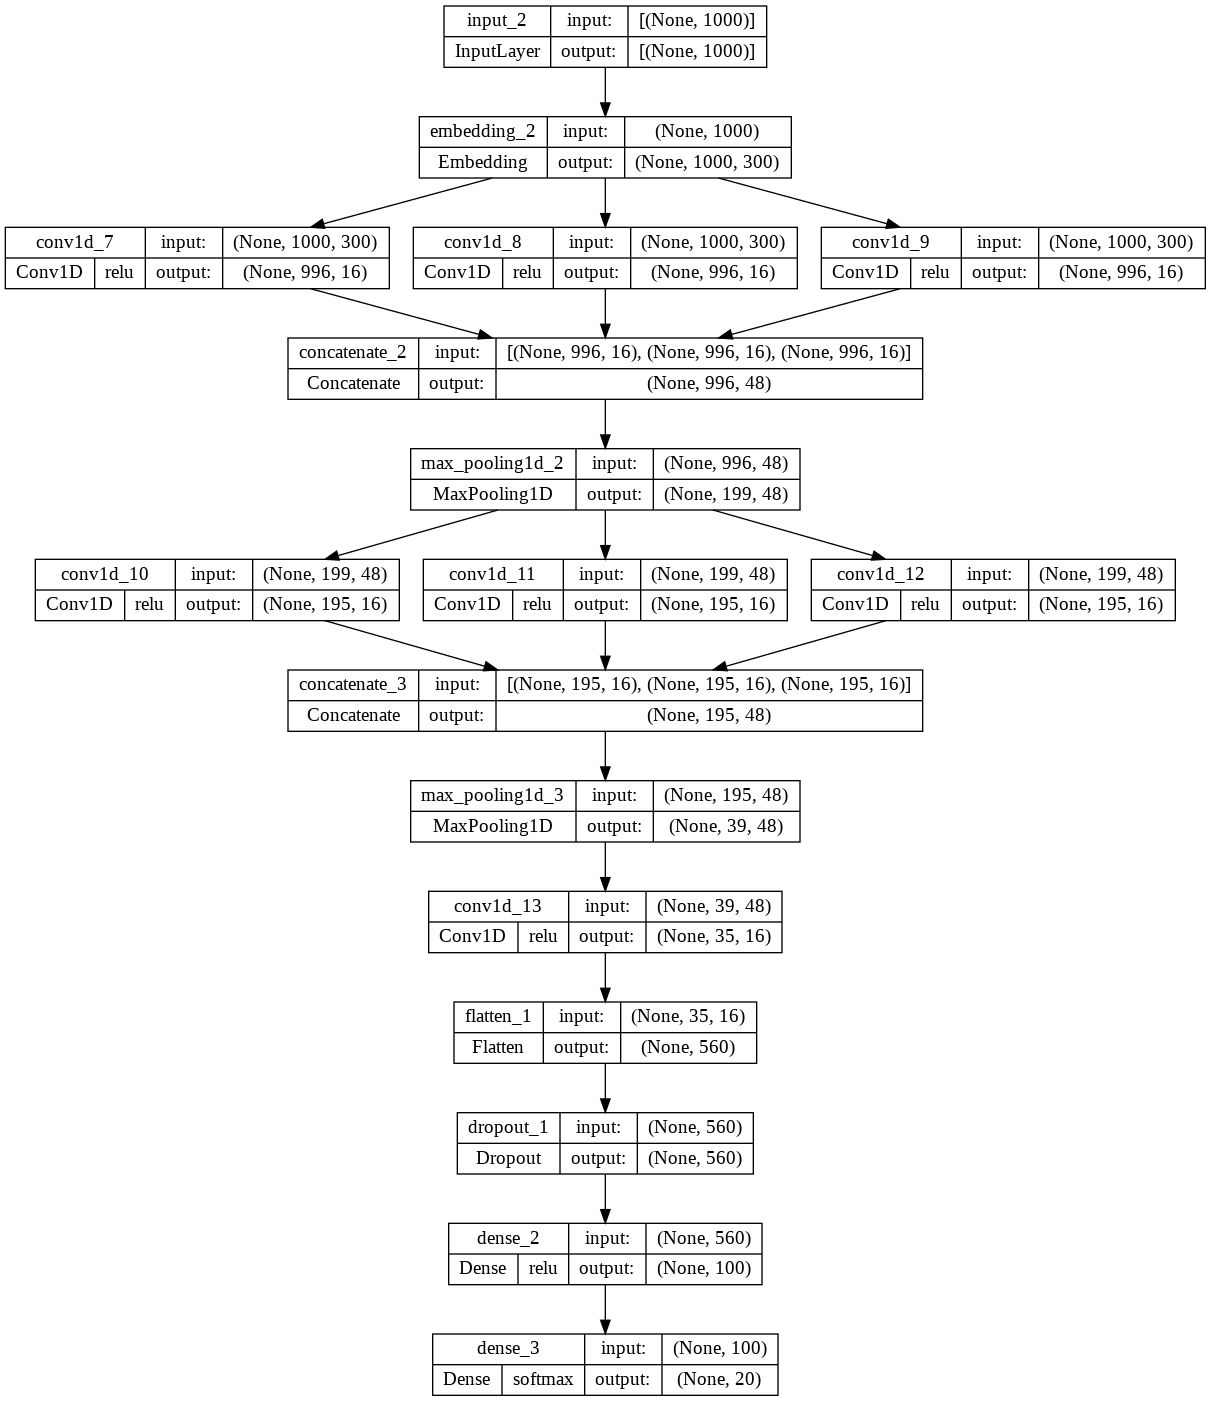 input_2 input: [(None, 1000)]
InputLayer output: [(None, 1000)]
embedding_2 input: (None, 1000)
Embedding output: (None, 1000, 300)
conv1d_7 input: (None, 1000, 300)
Conv1D relu output: (None, 996, 16)
conv1d_8 input: (None, 1000, 300)
Conv1D relu output: (None, 996, 16)
conv1d_9 input: (None, 1000, 300)
Conv1D relu output: (None, 996, 16)
concatenate_2 input: [(None, 996, 16), (None, 996, 16), (None, 996, 16)]
Concatenate output: (None, 996, 48)
max_pooling1d_2 input: (None, 996, 48)
MaxPooling1D output: (None, 199, 48)
conv1d_10 input: (None, 199, 48)
Conv1D relu output: (None, 195, 16)
conv1d_11 input: (None, 199, 48)
Conv1D relu output: (None, 195, 16)
conv1d_12 input: (None, 199, 48)
Conv1D relu output: (None, 195, 16)
concatenate_3 input: [(None, 195, 16), (None, 195, 16), (None, 195, 16)]
Concatenate output: (None, 195, 48)
max_pooling1d_3 input: (None, 195, 48)
MaxPooling1D output: (None, 39, 48)
conv1d_13 input: (None, 39, 48)
Conv1D relu output: (None, 35, 16)
flatten_1 input: (None, 35, 16)
Flatten output: (None, 560)
dropout_1 input: (None, 560)
Dropout output: (None, 560)
dense_2 input: (None, 560)
Dense relu output: (None, 100)
dense_3 input: (None, 100)
Dense softmax output: (None, 20)